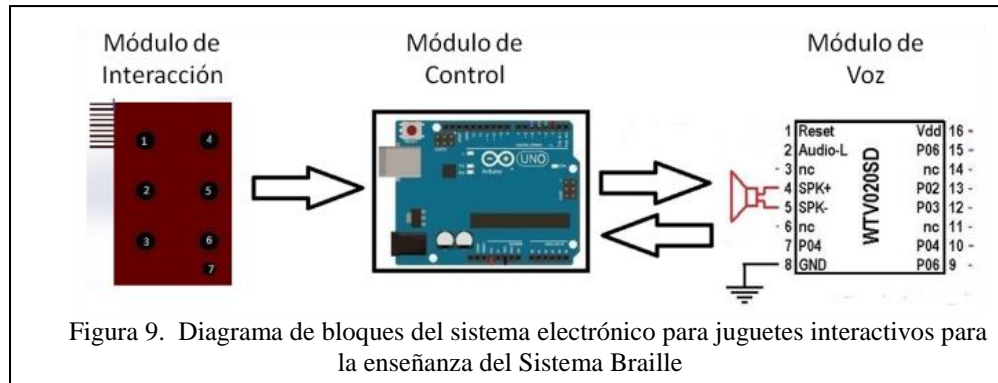 Módulo de
Interacción
Módulo de
Control
Módulo de
Voz
1
4
2
5
3
6
7
UNO
Arduino
1 Reset
2 Audio-L
3 nc
4 SPK+
5 SPK-
6 nc
7 P04
8 GND
WTV020SD
Vdd 16
P06 15
nc 14
P02 13
P03 12
nc 11
P04 10
P06 9
Figura 9. Diagrama de bloques del sistema electrónico para juguetes interactivos para
la enseñanza del Sistema Braille